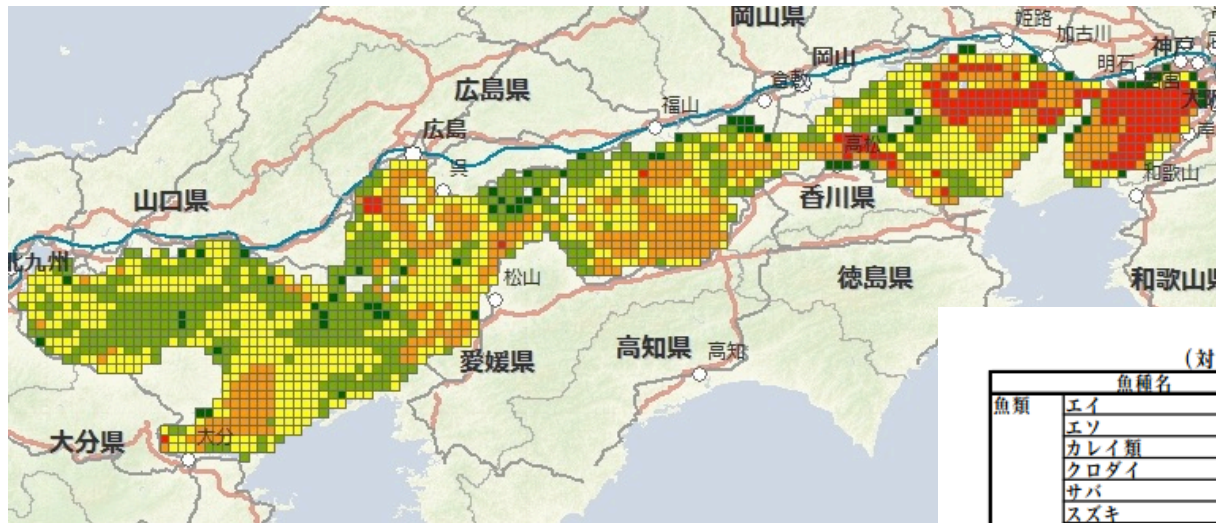 岡山県
姫路
加古川
岡山
明石
神戸
倉敷
広島県
福山
広島
高松
呉
和歌山
山口県
香川県
北九州
松山
徳島県
和歌山県
愛媛県
高知県
高知
大分県
大分
(対
魚種名
魚類
エイ
エソ
カレイ類
クロダイ
サバ
スズキ